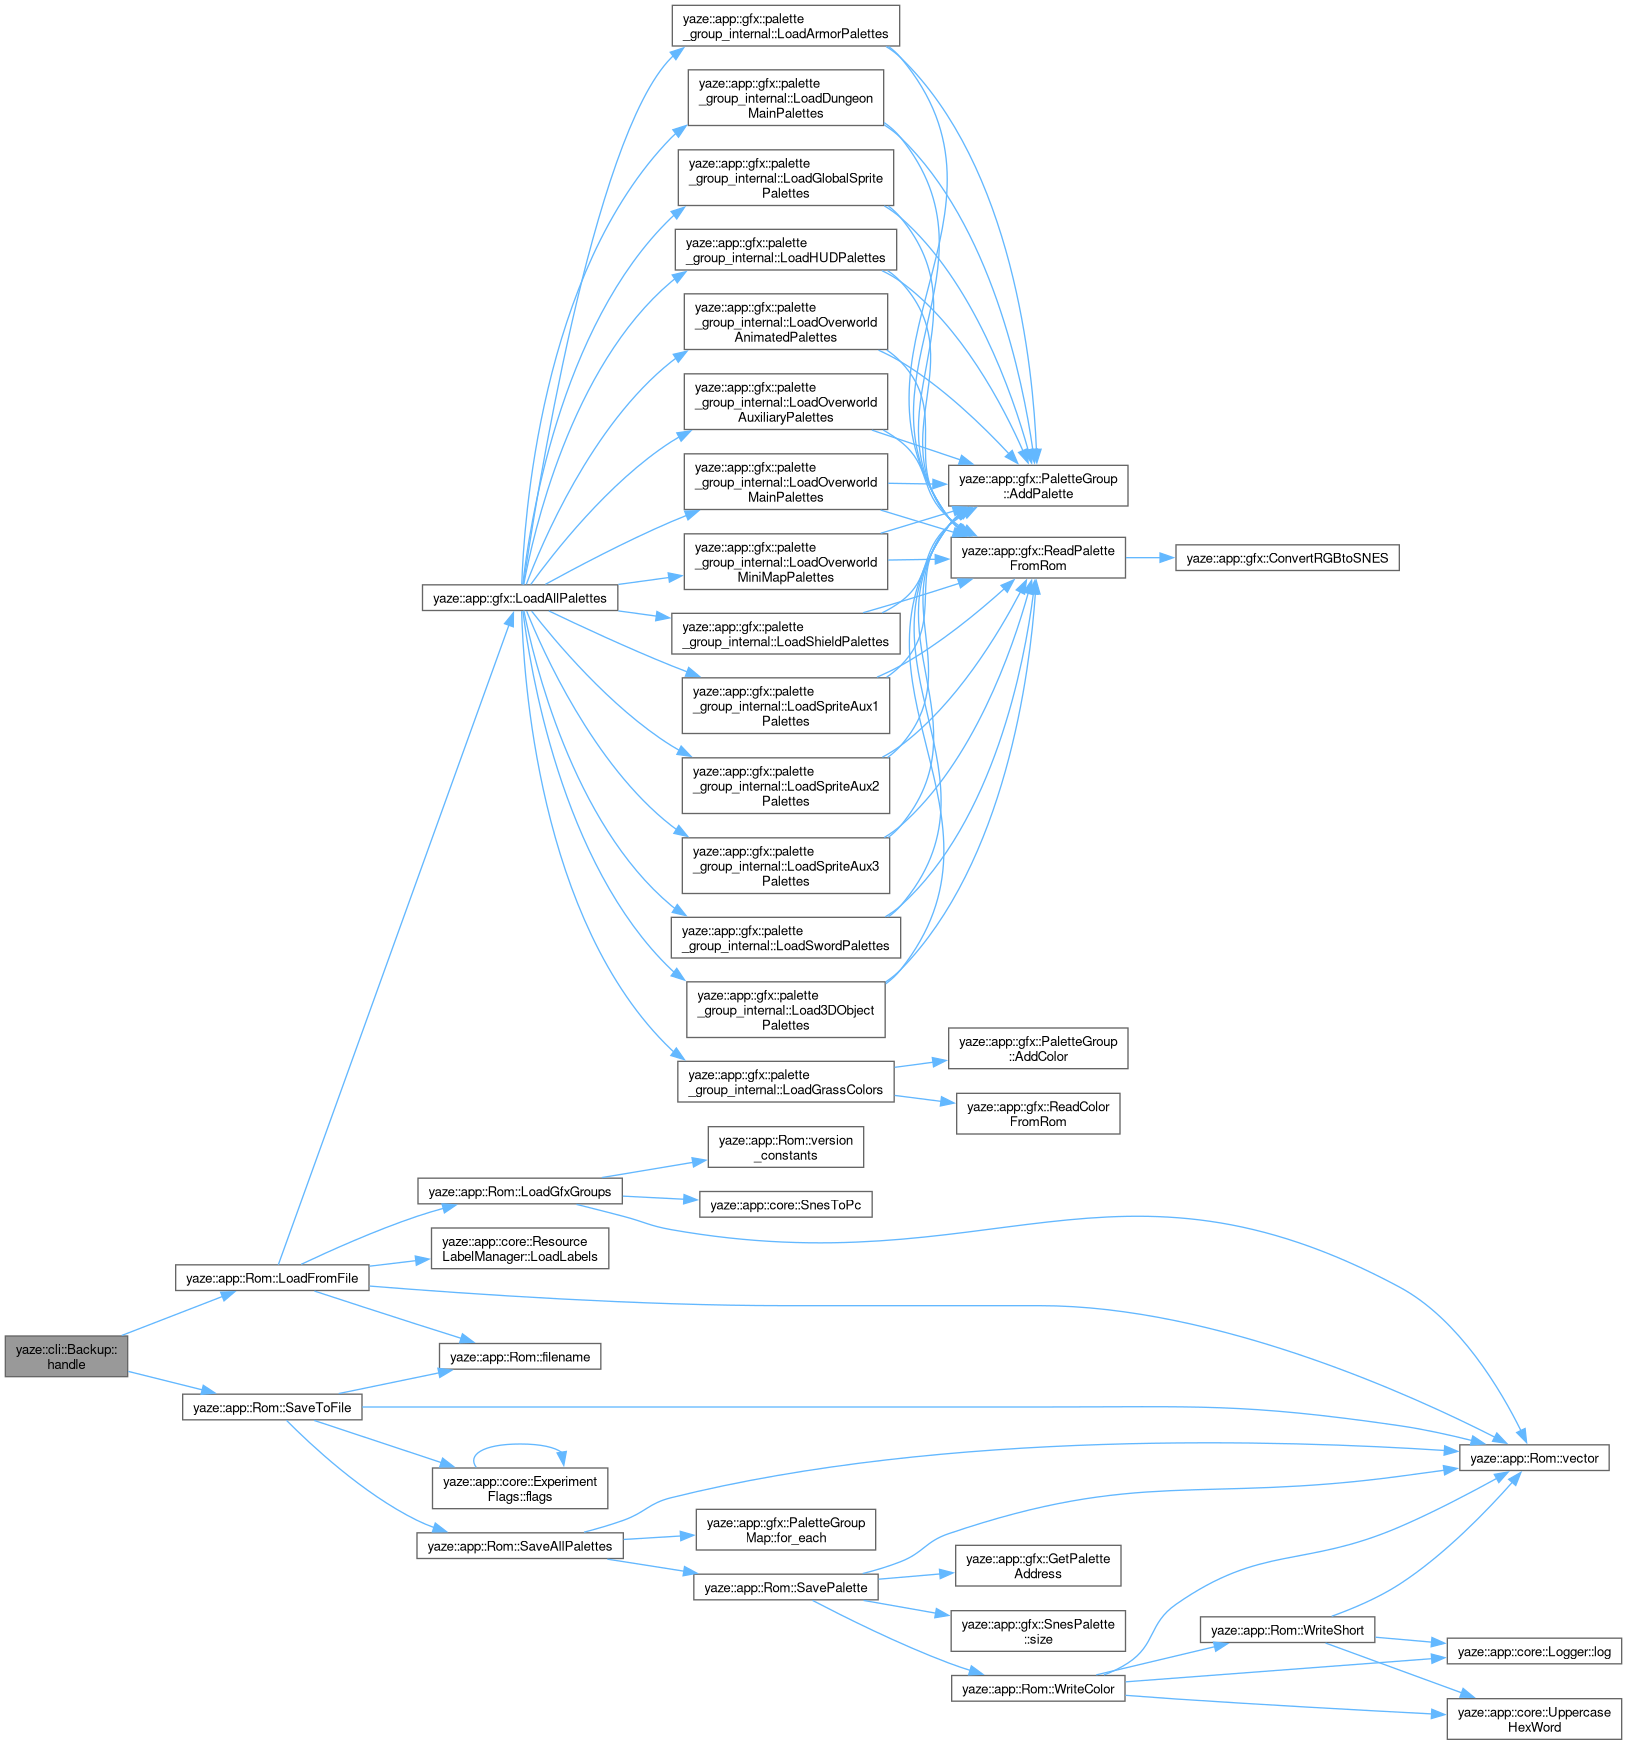 yaze::app::gfx::palette
_group_internal::LoadArmorPalettes
yaze::app::gfx::palette
_group_internal::LoadDungeon
MainPalettes
yaze::app::gfx::palette
_group_internal::LoadGlobalSprite
Palettes
yaze::app::gfx::palette
_group_internal::LoadHUDPalettes
yaze::app::gfx::palette
_group_internal::LoadOverworld
AnimatedPalettes
yaze::app::gfx::palette
_group_internal::LoadOverworld
AuxiliaryPalettes
yaze::app::gfx::palette
_group_internal::LoadOverworld
MainPalettes
yaze::app::gfx::PaletteGroup
::AddPalette
yaze::app::gfx::palette
_group_internal::LoadOverworld
MiniMapPalettes
yaze::app::gfx::ReadPalette
FromRom
yaze::app::gfx::ConvertRGBtoSNES
yaze::app::gfx::LoadAllPalettes
yaze::app::gfx::palette
_group_internal::LoadShieldPalettes
yaze::app::gfx::palette
_group_internal::LoadSpriteAux1
Palettes
yaze::app::gfx::palette
_group_internal::LoadSpriteAux2
Palettes
yaze::app::gfx::palette
_group_internal::LoadSpriteAux3
Palettes
yaze::app::gfx::palette
_group_internal::LoadSwordPalettes
yaze::app::gfx::palette
_group_internal::Load3DObject
Palettes
yaze::app::gfx::PaletteGroup
::AddColor
yaze::app::gfx::palette
_group_internal::LoadGrassColors
yaze::app::gfx::ReadColor
FromRom
yaze::app::Rom::version
_constants
yaze::app::Rom::LoadGfxGroups
yaze::app::core::SnesToPc
yaze::app::core::Resource
LabelManager::LoadLabels
yaze::app::Rom::LoadFromFile
yaze::cli::Backup::
handle
yaze::app::Rom::filename
yaze::app::Rom::SaveToFile
yaze::app::Rom::vector
yaze::app::core::Experiment
Flags::flags
yaze::app::gfx::PaletteGroup
Map::for_each
yaze::app::Rom::SaveAllPalettes
yaze::app::gfx::GetPalette
Address
yaze::app::Rom::SavePalette
yaze::app::gfx::SnesPalette
::size
yaze::app::Rom::WriteShort
yaze::app::core::Logger::log
yaze::app::Rom::WriteColor
yaze::app::core::Uppercase
HexWord